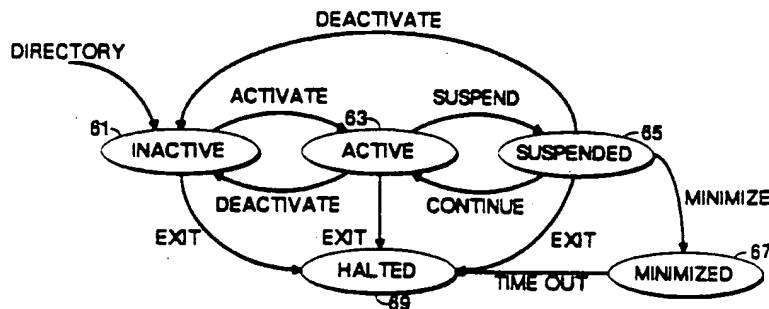 DEACTIVATE
DIRECTORY
ACTIVATE
SUSPEND
61
63
65
INACTIVE
ACTIVE
SUSPENDED
DEACTIVATE
CONTINUE
MINIMIZE
EXIT
EXIT
EXIT
67
HALTED
TIME OUT
MINIMIZED
69